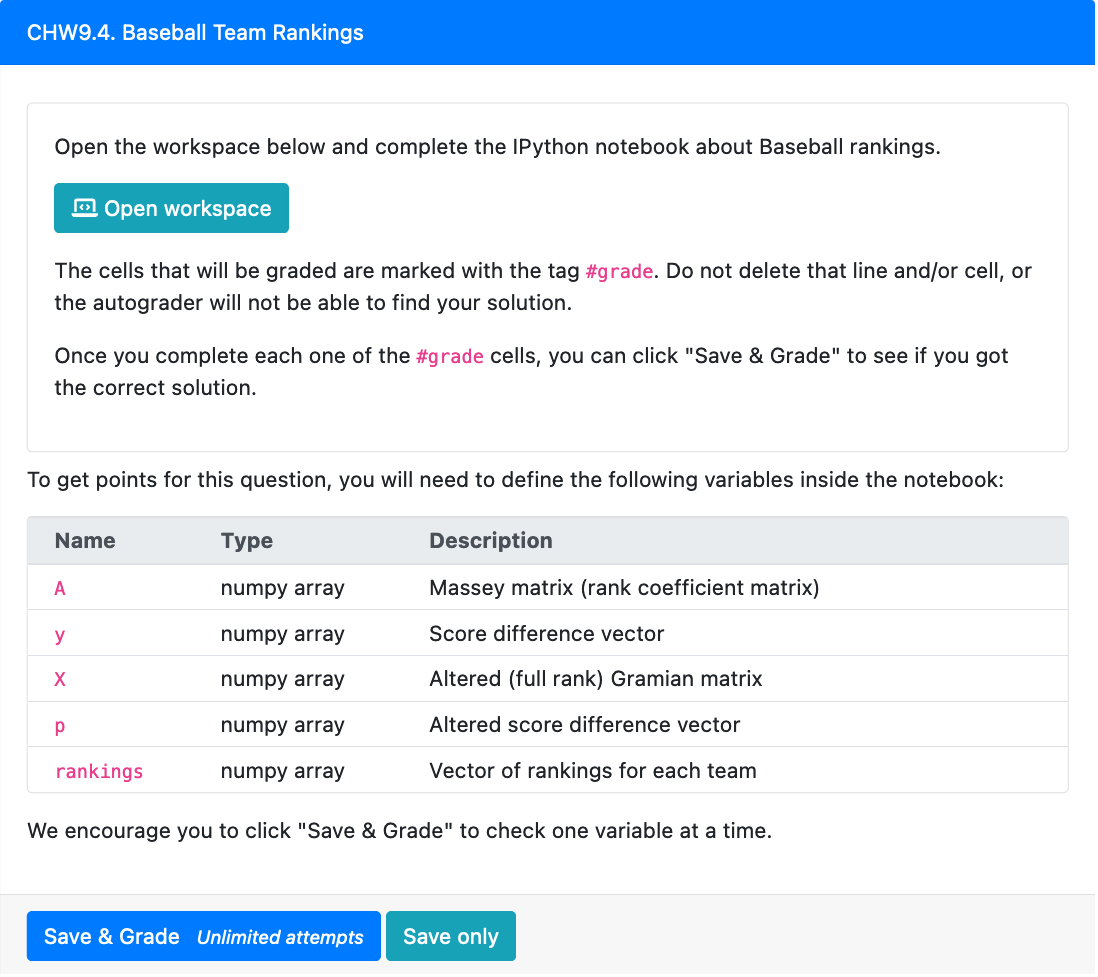 CHW9.4. Baseball Team Rankings
Open the workspace below and complete the IPython notebook about Baseball rankings.
Open workspace
The cells that will be graded are marked with the tag #grade. Do not delete that line and/or cell, or
the autograder will not be able to find your solution.
Once you complete each one of the #grade cells, you can click "Save & Grade" to see if you got
the correct solution.
To get points for this question, you will need to define the following variables inside the notebook:
Name Type Description
A numpy array Massey matrix (rank coefficient matrix)
y numpy array Score difference vector
X numpy array Altered (full rank) Gramian matrix
p numpy array Altered score difference vector
rankings numpy array Vector of rankings for each team
We encourage you to click "Save & Grade" to check one variable at a time.
Save & Grade Unlimited attempts Save only